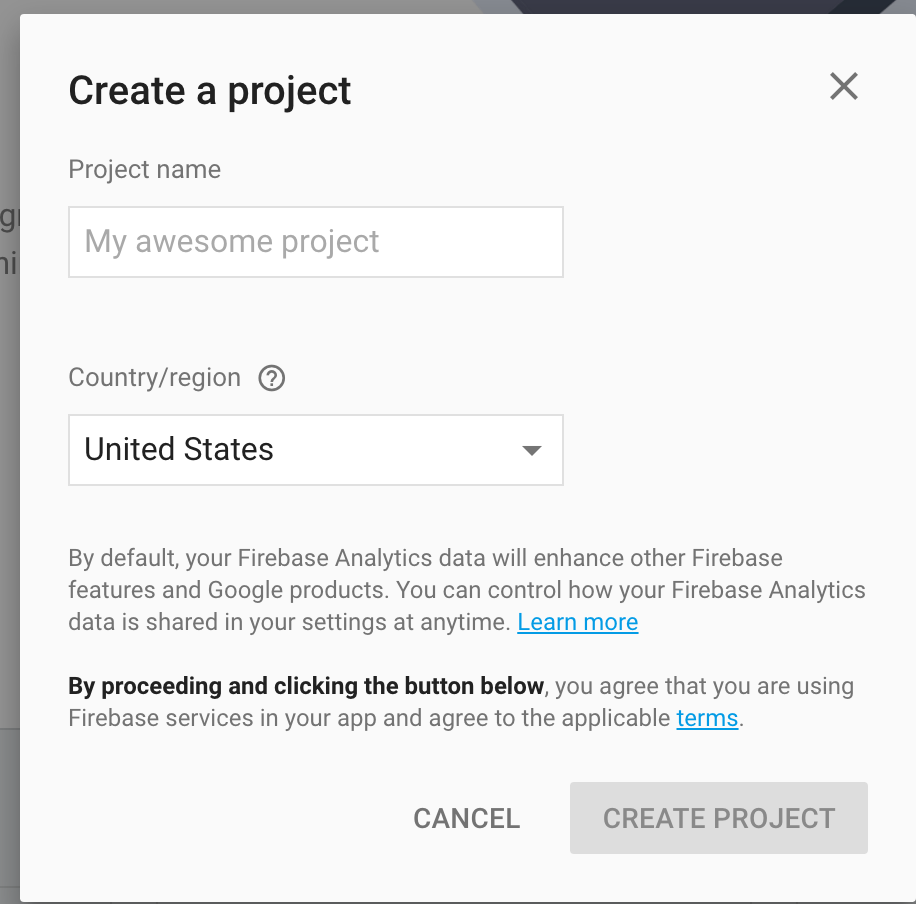 Create a project
Project name
My awesome project
Country/region
United States
By default, your Firebase Analytics data will enhance other Firebase
features and Google products. You can control how your Firebase Analytics
data is shared in your settings at anytime. Learn more
By proceeding and clicking the button below, you agree that you are using
Firebase services in your app and agree to the applicable terms.
CANCEL CREATE PROJECT